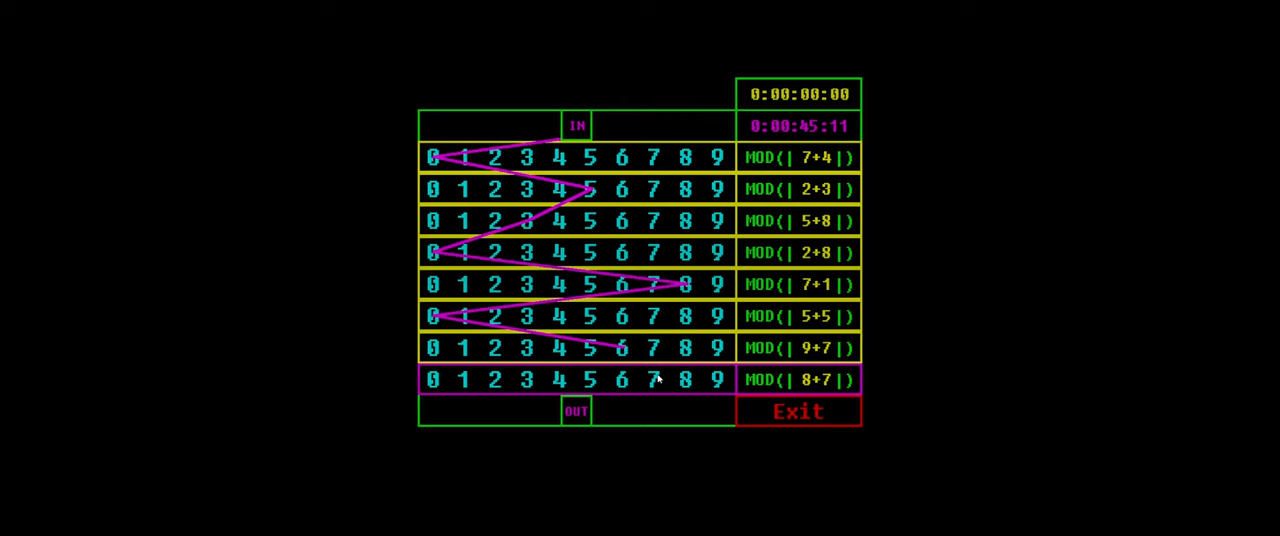 0:00:00:00
IN 0:00:45:11
0 1 2 3 4 5 6 7 8 9 MOD(| 7+4 |)
0 1 2 3 4 5 6 7 8 9 MOD(| 2+3 |)
0 1 2 3 4 5 6 7 8 9 MOD(| 5+8 |)
0 1 2 3 4 5 6 7 8 9 MOD(| 2+8 |)
0 1 2 3 4 5 6 7 8 9 MOD(| 7+1 |)
0 1 2 3 4 5 6 7 8 9 MOD(| 5+5 |)
0 1 2 3 4 5 6 7 8 9 MOD(| 9+7 |)
0 1 2 3 4 5 6 7 8 9 MOD(| 8+7 |)
OUT Exit